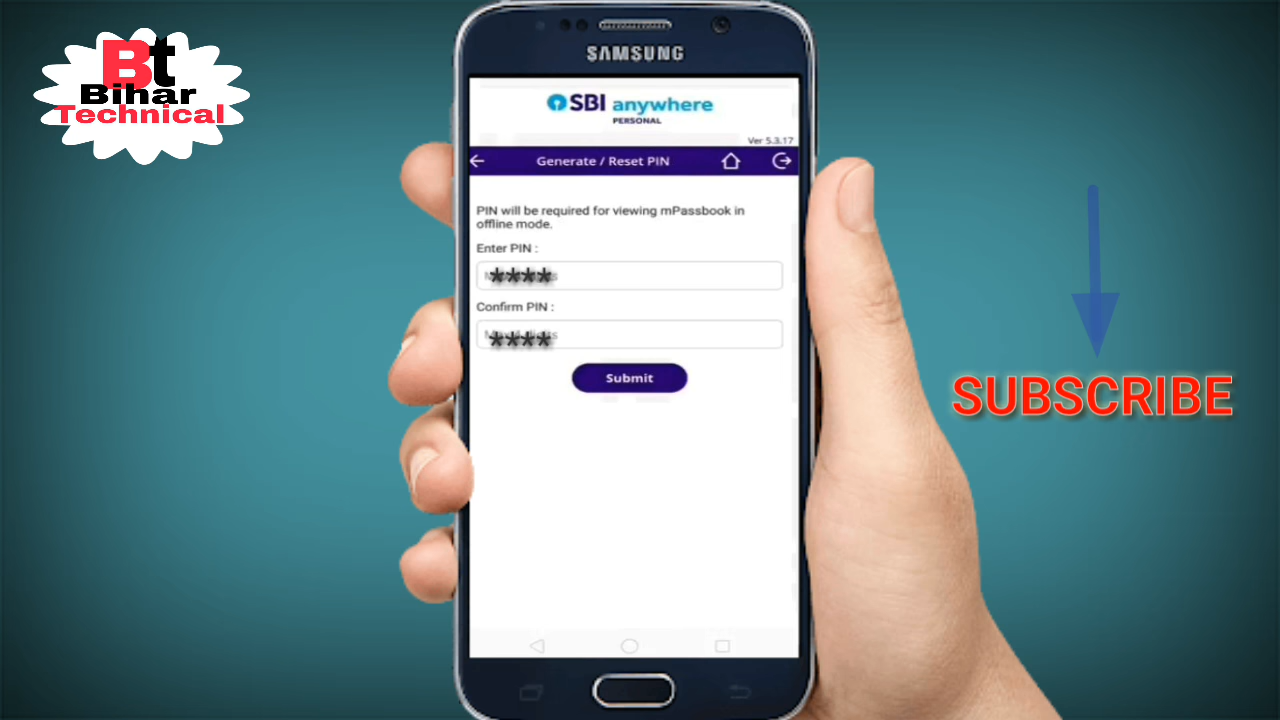 Bt
Bihar
Technical
SAMSUNG
SBI anywhere
PERSONAL
Ver 5.3.17
Generate / Reset PIN
PIN will be required for viewing mPassbook in
offline mode.
Enter PIN :
****
Confirm PIN :
****
Submit
SUBSCRIBE